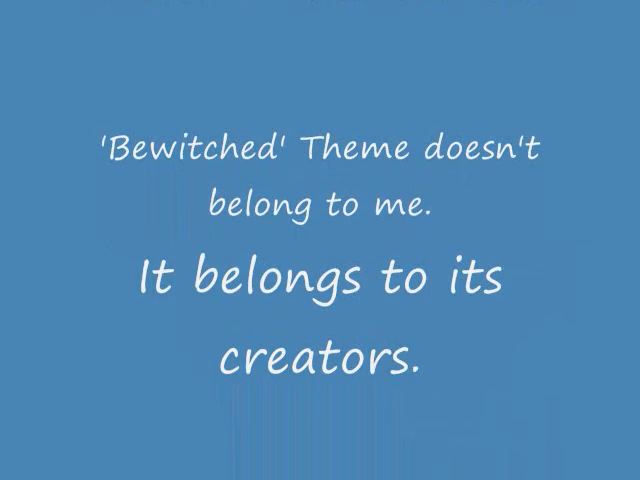 'Bewitched' Theme doesn't
belong to me.
It belongs to its
creators.